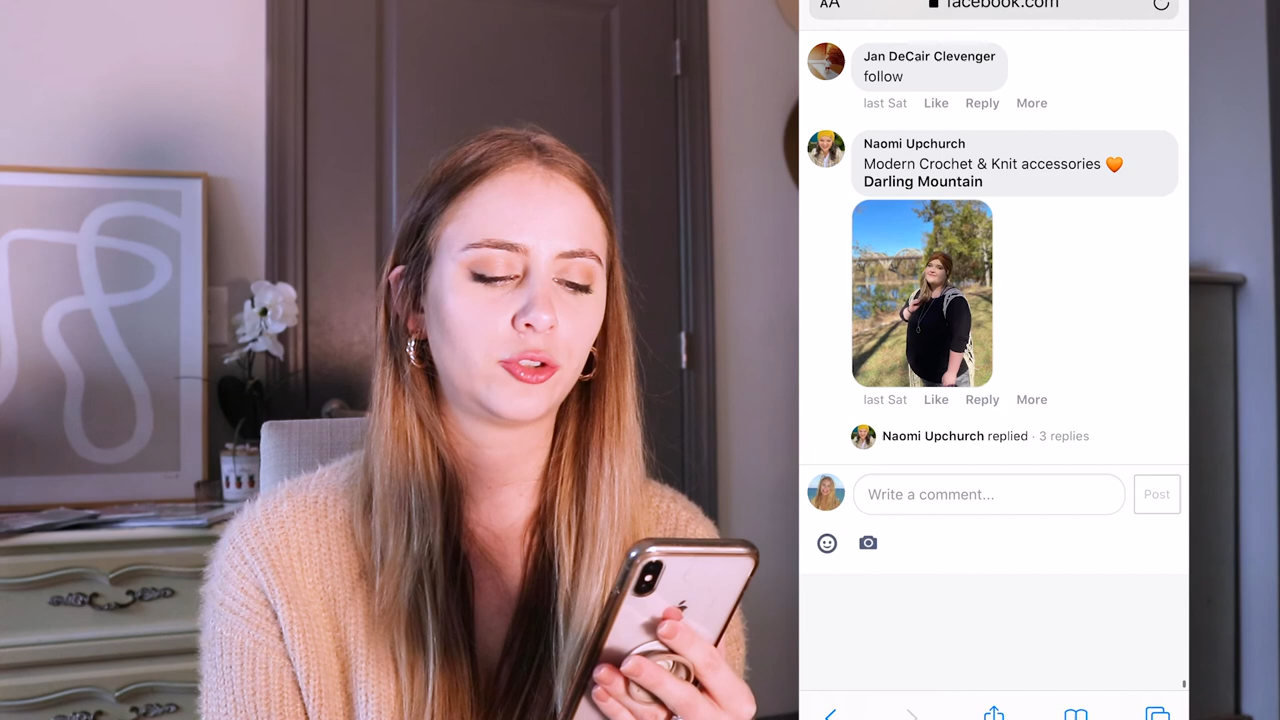 AA
facebook.com
Jan DeCair Clevenger
follow
last Sat Like Reply More
Naomi Upchurch
Modern Crochet & Knit accessories 🧡
Darling Mountain
last Sat Like Reply More
Naomi Upchurch replied · 3 replies
Write a comment...
Post